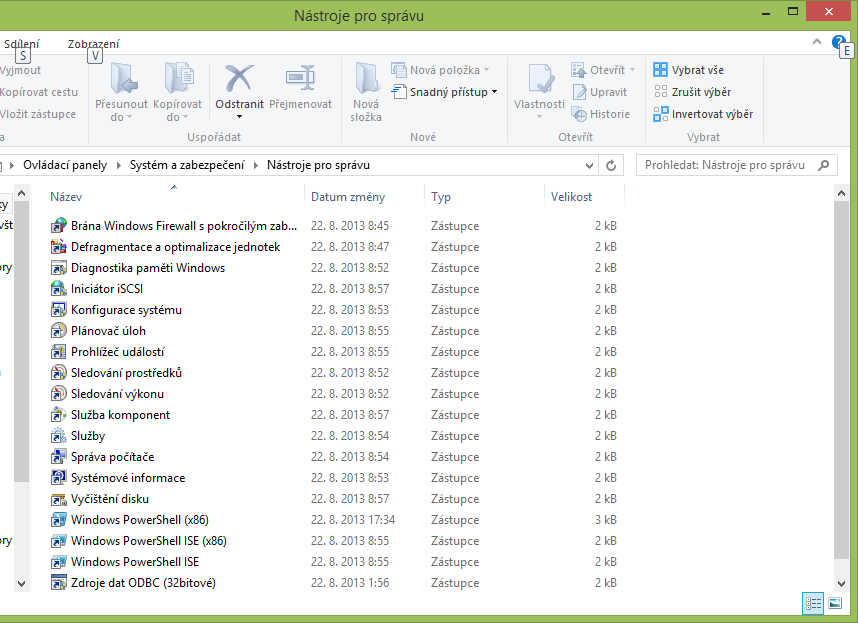 Nástroje pro správu
Sdílení Zobrazení
S V E
Vyjmout
Kopírovat cestu
Vložit zástupce
Přesunout do
Kopírovat do
Odstranit
Přejmenovat
Uspořádat
Nová složka
Nová položka
Snadný přístup
Nové
Vlastnosti
Otevřít
Upravit
Historie
Otevřít
Vybrat vše
Zrušit výběr
Invertovat výběr
Vybrat
Ovládací panely Systém a zabezpečení Nástroje pro správu
Prohledat: Nástroje pro správu
Název Datum změny Typ Velikost
Brána Windows Firewall s pokročilým zab... 22. 8. 2013 8:45 Zástupce 2 kB
Defragmentace a optimalizace jednotek 22. 8. 2013 8:47 Zástupce 2 kB
Diagnostika paměti Windows 22. 8. 2013 8:52 Zástupce 2 kB
Iniciátor iSCSI 22. 8. 2013 8:57 Zástupce 2 kB
Konfigurace systému 22. 8. 2013 8:53 Zástupce 2 kB
Plánovač úloh 22. 8. 2013 8:55 Zástupce 2 kB
Prohlížeč událostí 22. 8. 2013 8:55 Zástupce 2 kB
Sledování prostředků 22. 8. 2013 8:52 Zástupce 2 kB
Sledování výkonu 22. 8. 2013 8:52 Zástupce 2 kB
Služba komponent 22. 8. 2013 8:57 Zástupce 2 kB
Služby 22. 8. 2013 8:54 Zástupce 2 kB
Správa počítače 22. 8. 2013 8:54 Zástupce 2 kB
Systémové informace 22. 8. 2013 8:53 Zástupce 2 kB
Vyčištění disku 22. 8. 2013 8:57 Zástupce 2 kB
Windows PowerShell (x86) 22. 8. 2013 17:34 Zástupce 3 kB
Windows PowerShell ISE (x86) 22. 8. 2013 8:55 Zástupce 2 kB
Windows PowerShell ISE 22. 8. 2013 8:55 Zástupce 2 kB
Zdroje dat ODBC (32bitové) 22. 8. 2013 1:56 Zástupce 2 kB